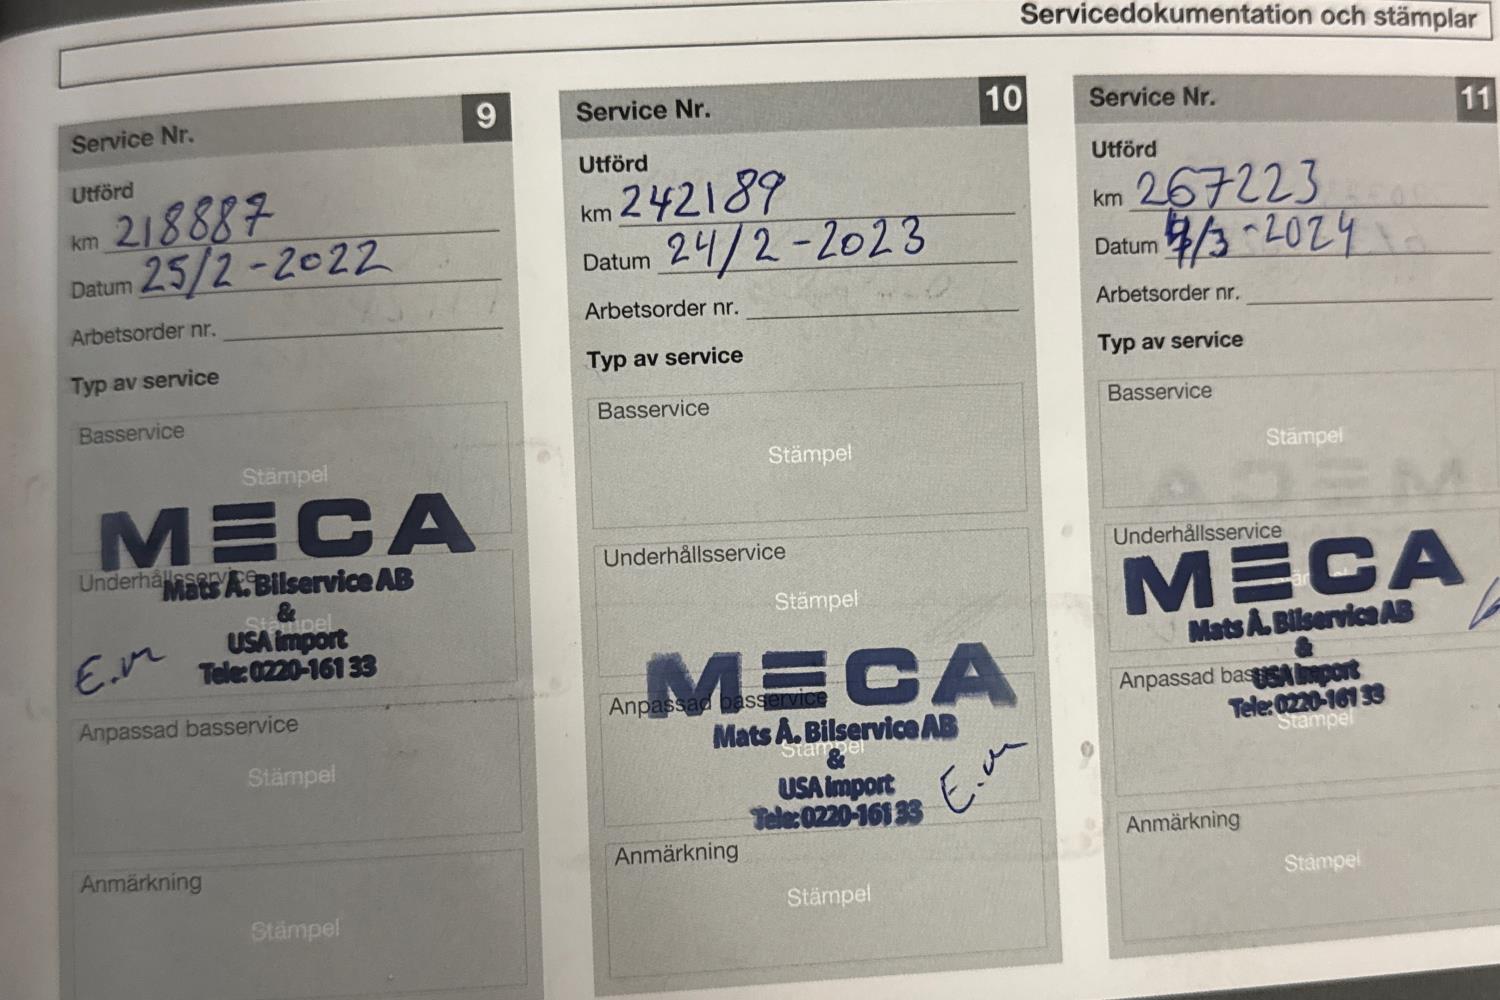 Servicedokumentation och stämplar
Service Nr. 9
Utförd
km 218887
Datum 25/2-2022
Arbetsorder nr.
Typ av service
Basservice
Stämpel
MECA
Underhållsservice
Mats Å. Bilservice AB
&
Stämpel
USA import
Tele: 0220-161 33
E.m
Anpassad basservice
Stämpel
Anmärkning
Stämpel
Service Nr. 10
Utförd
km 242189
Datum 24/2-2023
Arbetsorder nr.
Typ av service
Basservice
Stämpel
Underhållsservice
Stämpel
MECA
Anpassad basservice
Mats Å. Bilservice AB
Stämpel
&
USA import
Tele: 0220-161 33
E.m
Anmärkning
Stämpel
Service Nr. 11
Utförd
km 267223
Datum /3-2024
Arbetsorder nr.
Typ av service
Basservice
Stämpel
Underhållsservice
MECA
Mats Å. Bilservice AB
&
Anpassad basservice
USA import
Tele: 0220-161 33
Stämpel
Anmärkning
Stämpel